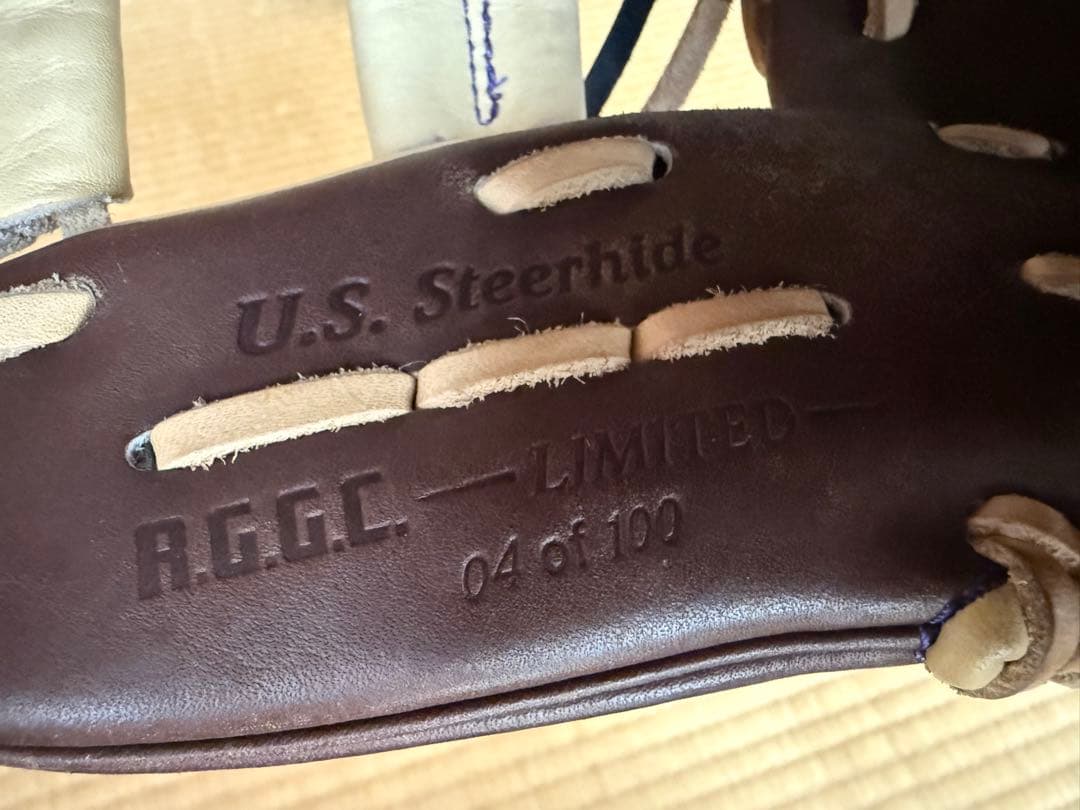 U.S. Steerhide
R.G.G.C.
— LIMITED —
04 of 100